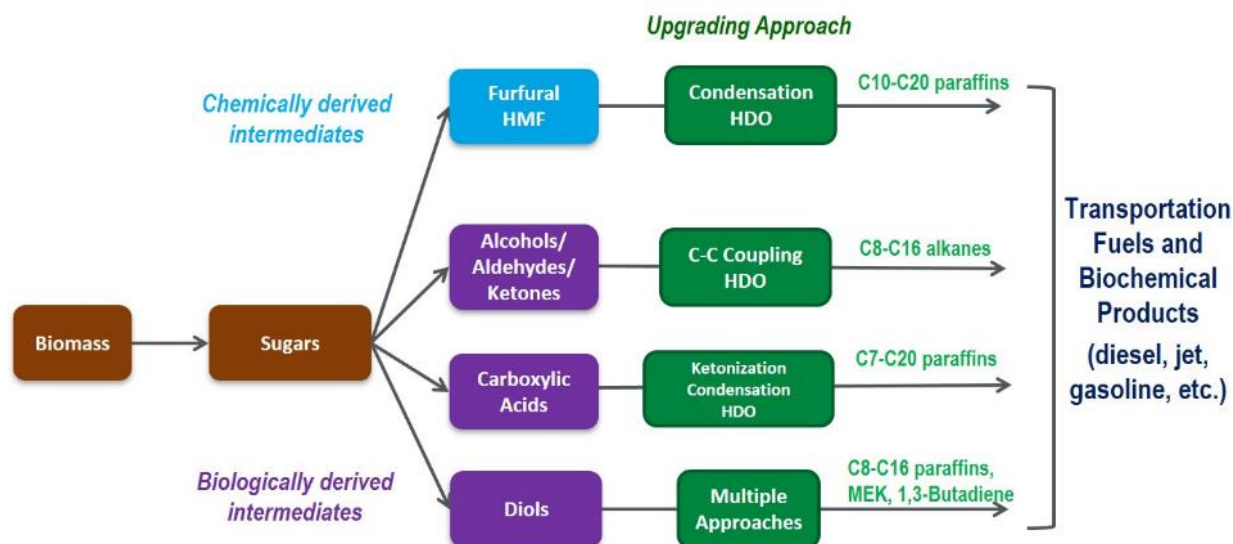 Upgrading Approach
Chemically derived
intermediates
Furfural
HMF
Condensation
HDO
C10-C20 paraffins
Alcohols/
Aldehydes/
Ketones
C-C Coupling
HDO
C8-C16 alkanes
Biomass
Sugars
Carboxylic
Acids
Ketonization
Condensation
HDO
C7-C20 paraffins
Biologically derived
intermediates
Diols
Multiple
Approaches
C8-C16 paraffins,
MEK, 1,3-Butadiene
Transportation
Fuels and
Biochemical
Products
(diesel, jet,
gasoline, etc.)